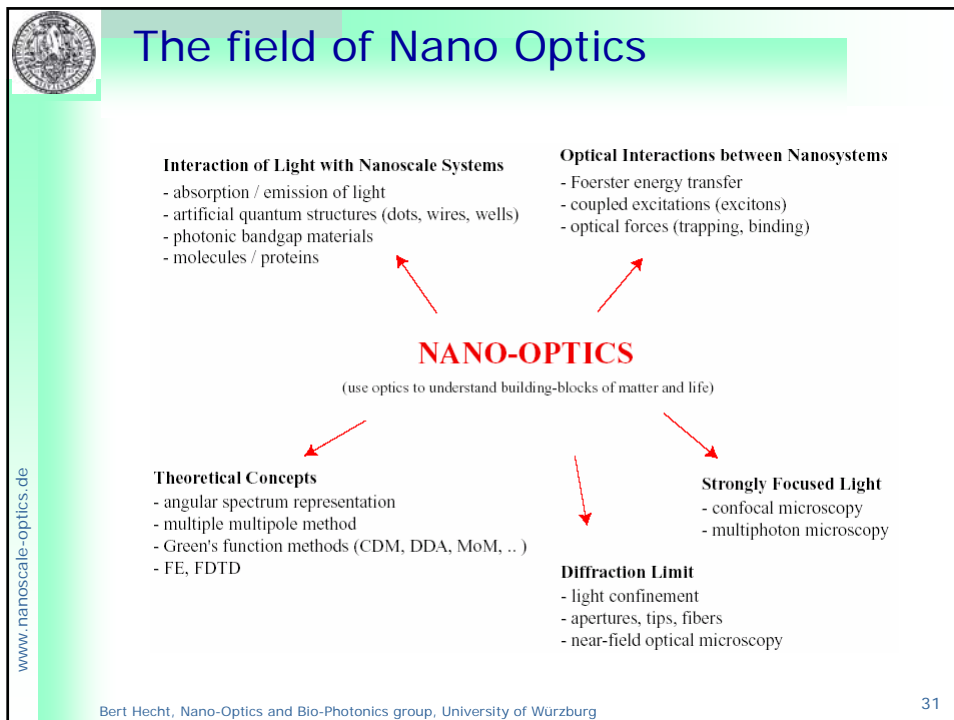 The field of Nano Optics
Interaction of Light with Nanoscale Systems
- absorption / emission of light
- artificial quantum structures (dots, wires, wells)
- photonic bandgap materials
- molecules / proteins
Optical Interactions between Nanosystems
- Foerster energy transfer
- coupled excitations (excitons)
- optical forces (trapping, binding)
NANO-OPTICS
(use optics to understand building-blocks of matter and life)
Theoretical Concepts
- angular spectrum representation
- multiple multipole method
- Green's function methods (CDM, DDA, MoM, .. )
- FE, FDTD
Strongly Focused Light
- confocal microscopy
- multiphoton microscopy
Diffraction Limit
- light confinement
- apertures, tips, fibers
- near-field optical microscopy
www.nanoscale-optics.de
Bert Hecht, Nano-Optics and Bio-Photonics group, University of Würzburg
31